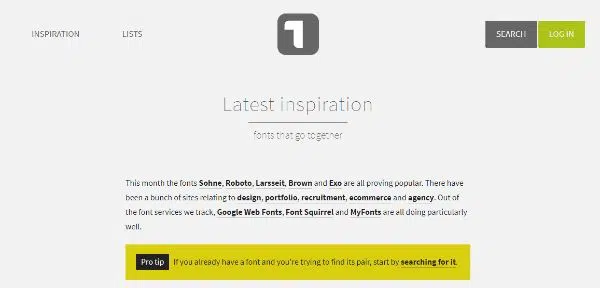 INSPIRATION LISTS SEARCH LOG IN
Latest inspiration
fonts that go together
This month the fonts Sohne, Roboto, Larsseit, Brown and Exo are all proving popular. There have
been a bunch of sites relating to design, portfolio, recruitment, ecommerce and agency. Out of
the font services we track, Google Web Fonts, Font Squirrel and MyFonts are all doing particularly
well.
Pro tip If you already have a font and you're trying to find its pair, start by searching for it.